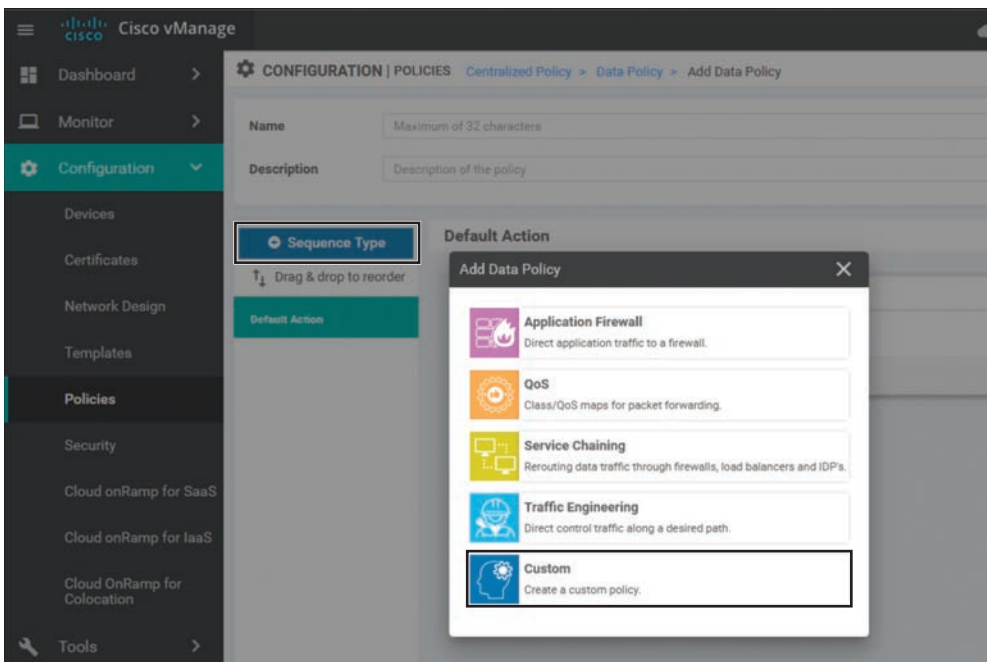 CISCO
Cisco vManage
Dashboard
Monitor
Configuration
Devices
Certificates
Network Design
Templates
Policies
Security
Cloud onRamp for SaaS
Cloud onRamp for IaaS
Cloud OnRamp for
Colocation
Tools
CONFIGURATION | POLICIES Centralized Policy > Data Policy > Add Data Policy
Name Maximum of 32 characters
Description Description of the policy
Sequence Type
Drag & drop to reorder
Default Action
Default Action
Add Data Policy
Application Firewall
Direct application traffic to a firewall.
QoS
Class/QoS maps for packet forwarding.
Service Chaining
Rerouting data traffic through firewalls, load balancers and IDP's.
Traffic Engineering
Direct control traffic along a desired path.
Custom
Create a custom policy.